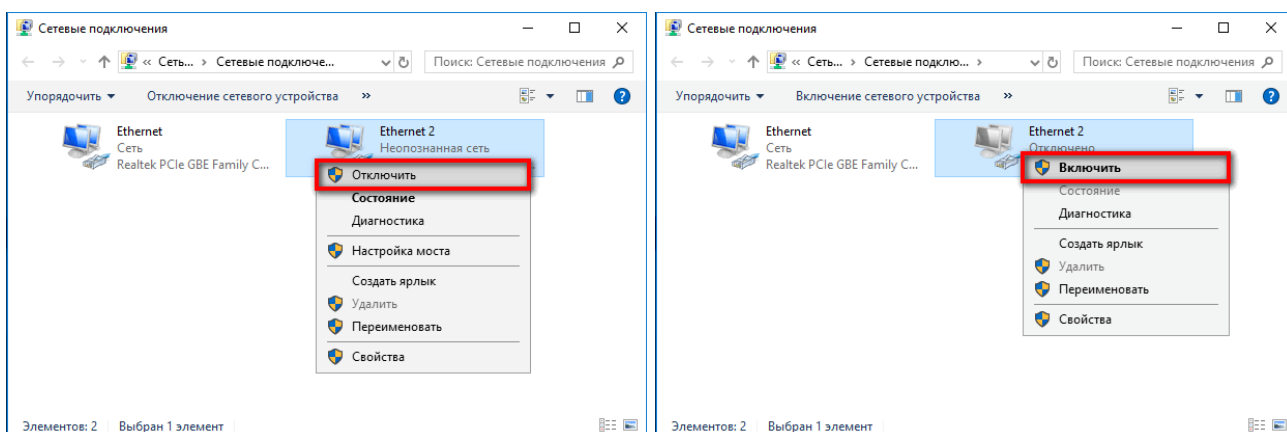 Сетевые подключения
« Сеть... › Сетевые подключе...
Поиск: Сетевые подключения
Упорядочить
Отключение сетевого устройства
»
Ethernet
Сеть
Realtek PCIe GBE Family C...
Ethernet 2
Неопознанная сеть
Отключить
Состояние
Диагностика
Настройка моста
Создать ярлык
Удалить
Переименовать
Свойства
Элементов: 2
Выбран 1 элемент
Сетевые подключения
« Сеть... › Сетевые подклю... ›
Поиск: Сетевые подключения
Упорядочить
Включение сетевого устройства
»
Ethernet
Сеть
Realtek PCIe GBE Family C...
Ethernet 2
Отключено
Включить
Состояние
Диагностика
Создать ярлык
Удалить
Переименовать
Свойства
Элементов: 2
Выбран 1 элемент